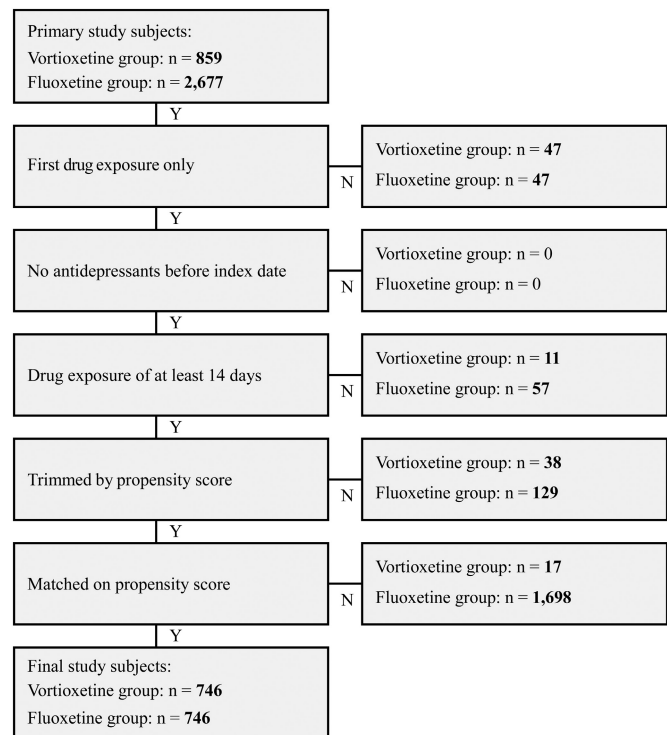 Primary study subjects:
Vortioxetine group: n = 859
Fluoxetine group: n = 2,677
Y
First drug exposure only
N
Vortioxetine group: n = 47
Fluoxetine group: n = 47
Y
No antidepressants before index date
N
Vortioxetine group: n = 0
Fluoxetine group: n = 0
Y
Drug exposure of at least 14 days
N
Vortioxetine group: n = 11
Fluoxetine group: n = 57
Y
Trimmed by propensity score
N
Vortioxetine group: n = 38
Fluoxetine group: n = 129
Y
Matched on propensity score
N
Vortioxetine group: n = 17
Fluoxetine group: n = 1,698
Y
Final study subjects:
Vortioxetine group: n = 746
Fluoxetine group: n = 746